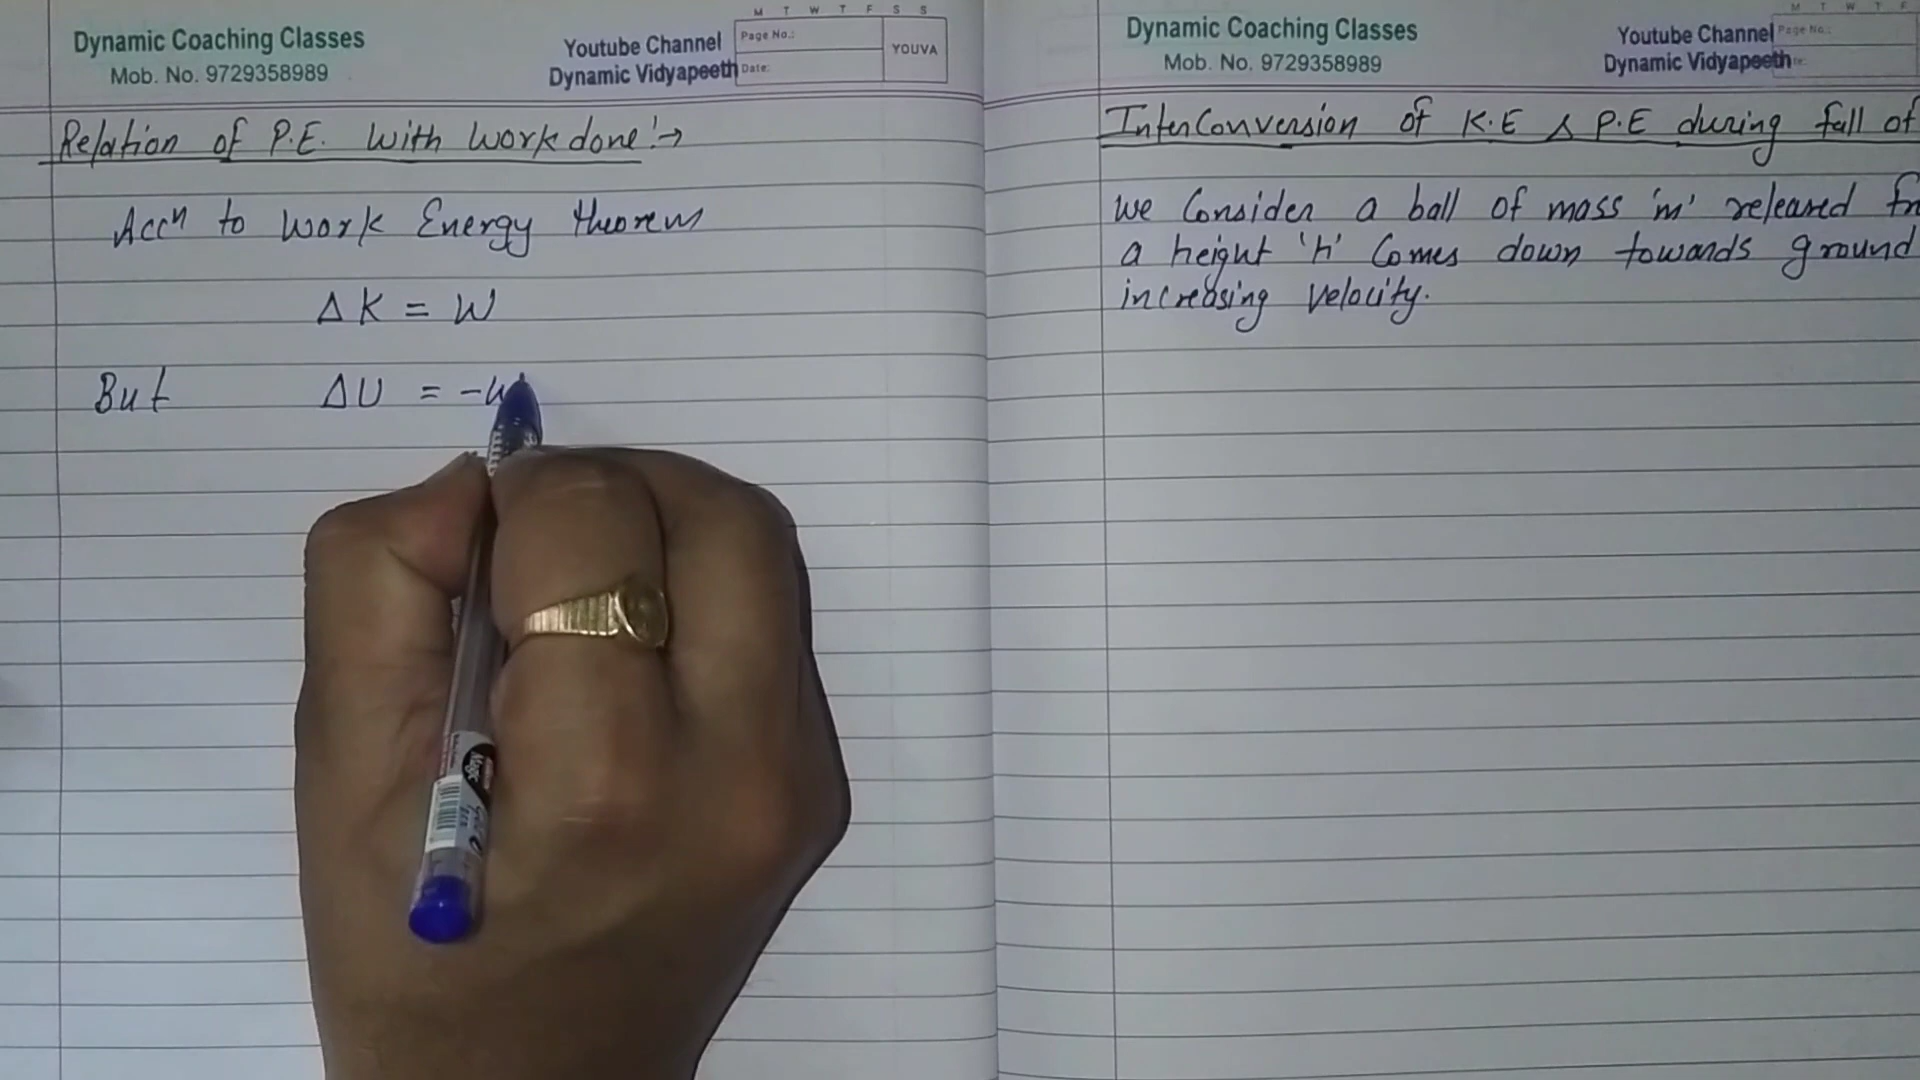 M T W T F S S
Dynamic Coaching Classes
Mob. No. 9729358989
Youtube Channel
Dynamic Vidyapeeth
Page No.:
Date:
YOUVA
Relation of P.E. with work done:→
Accⁿ to Work Energy theorem
ΔK = W
But ΔU = -W
M T W T F
Dynamic Coaching Classes
Mob. No. 9729358989
Youtube Channel
Dynamic Vidyapeeth
Page No.:
InterConversion of K.E & P.E during fall of
we Consider a ball of mass 'm' released
a height 'h' Comes down towards ground
increasing velocity.